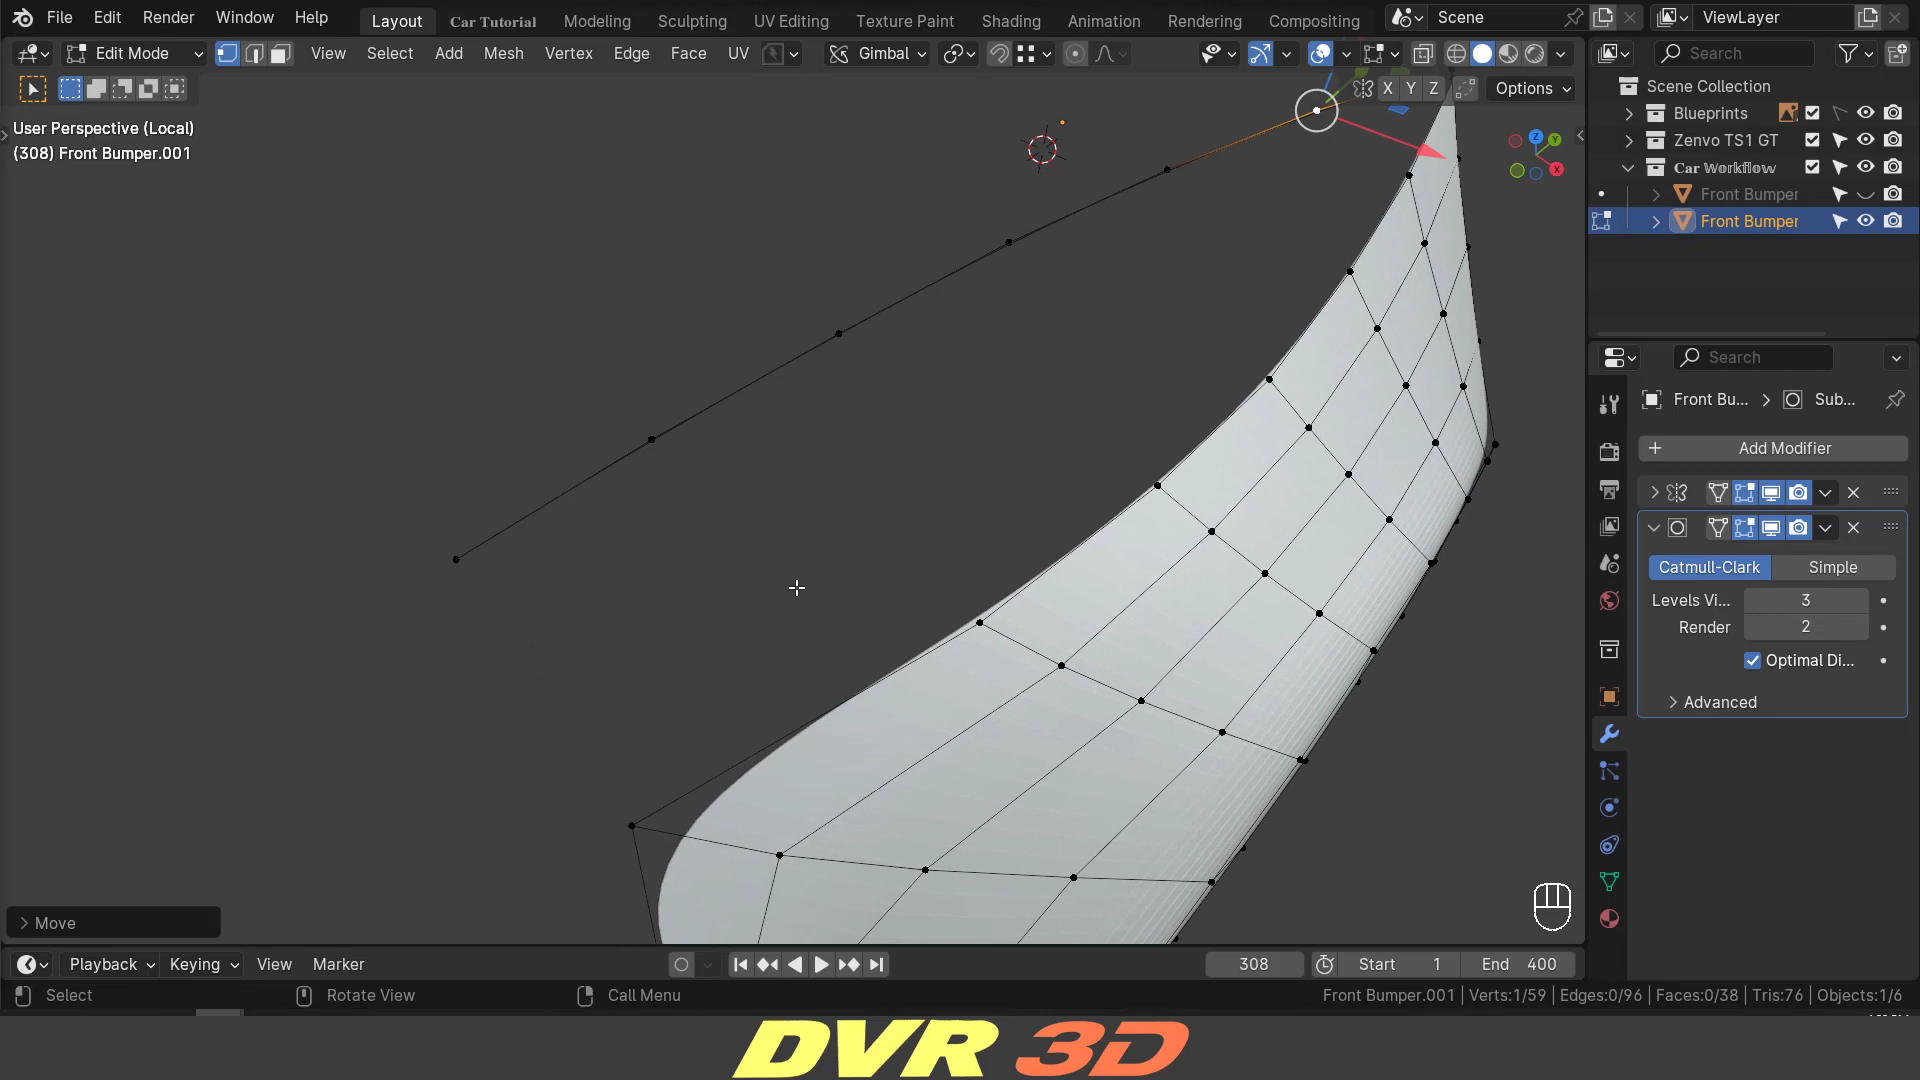 File Edit Render Window Help Layout Car Tutorial Modeling Sculpting UV Editing Texture Paint Shading Animation Rendering Compositing Scene ViewLayer
Edit Mode View Select Add Mesh Vertex Edge Face UV Gimbal Search
X Y Z Options
User Perspective (Local)
(308) Front Bumper.001
Z Y X
Scene Collection
Blueprints
Zenvo TS1 GT
Car Workflow
Front Bumper
Front Bumper
Search
Front Bu... Sub...
Add Modifier
Catmull-Clark Simple
Levels Vi... 3
Render 2
Optimal Di...
Advanced
Move
Playback Keying View Marker 308 Start 1 End 400
Select Rotate View Call Menu Front Bumper.001 | Verts:1/59 | Edges:0/96 | Faces:0/38 | Tris:76 | Objects:1/6
DVR 3D